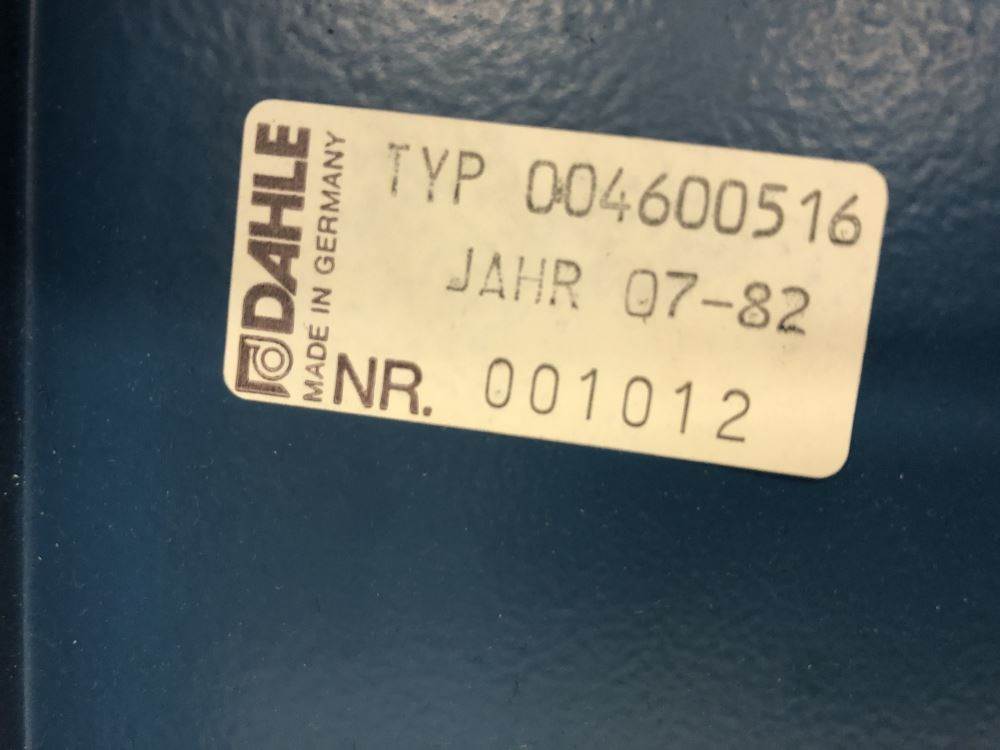 DAHLE
MADE IN GERMANY
TYP 004600516
JAHR 07-82
NR. 001012